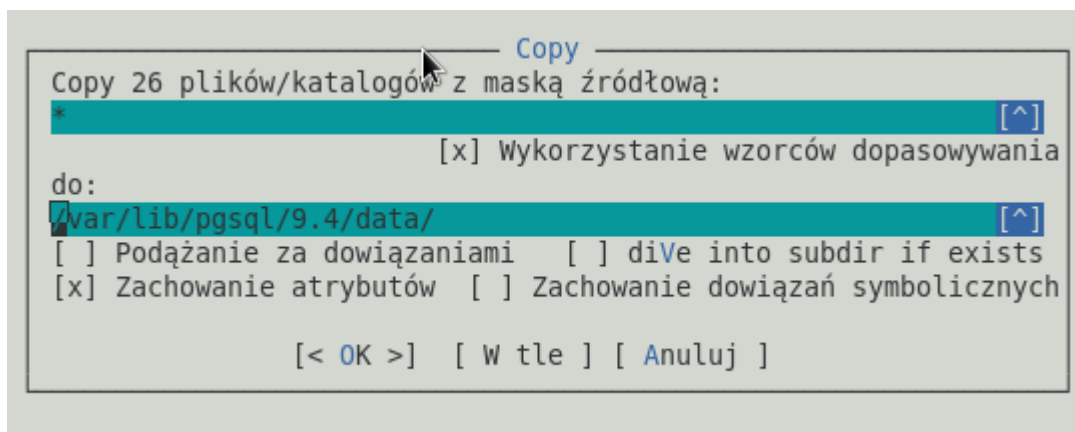 Copy
Copy 26 plików/katalogów z maską źródłową:
* [^]
[x] Wykorzystanie wzorców dopasowywania
do:
/var/lib/pgsql/9.4/data/ [^]
[ ] Podążanie za dowiązaniami [ ] diVe into subdir if exists
[x] Zachowanie atrybutów [ ] Zachowanie dowiązań symbolicznych
[< OK >] [ W tle ] [ Anuluj ]